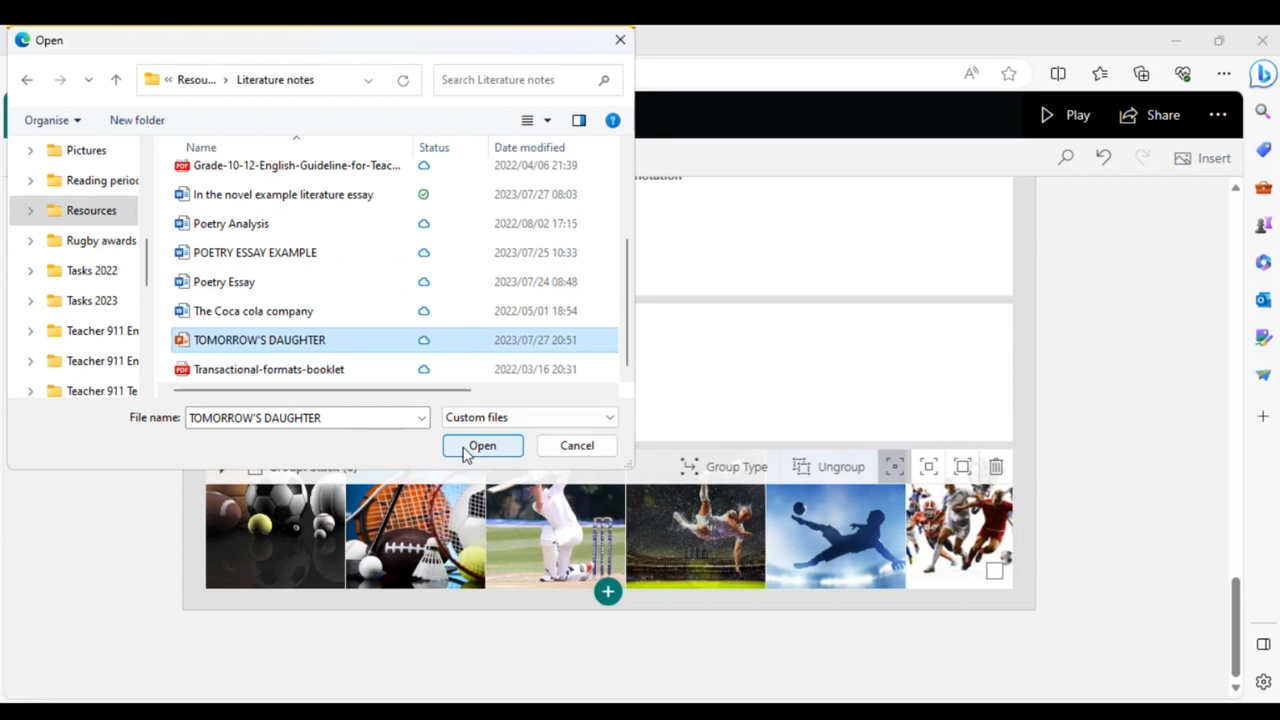 Open
« Resou... > Literature notes
Search Literature notes
Organise
New folder
Play
Share
Insert
Name
Status
Date modified
Pictures
Reading perio
Resources
Rugby awards
Tasks 2022
Tasks 2023
Teacher 911 En
Teacher 911 En
Teacher 911 Te
Grade-10-12-English-Guideline-for-Teac... 2022/04/06 21:39
In the novel example literature essay 2023/07/27 08:03
Poetry Analysis 2022/08/02 17:15
POETRY ESSAY EXAMPLE 2023/07/25 10:33
Poetry Essay 2023/07/24 08:48
The Coca cola company 2022/05/01 18:54
TOMORROW'S DAUGHTER 2023/07/27 20:51
Transactional-formats-booklet 2022/03/16 20:31
File name: TOMORROW'S DAUGHTER
Custom files
Open
Cancel
Group Type
Ungroup